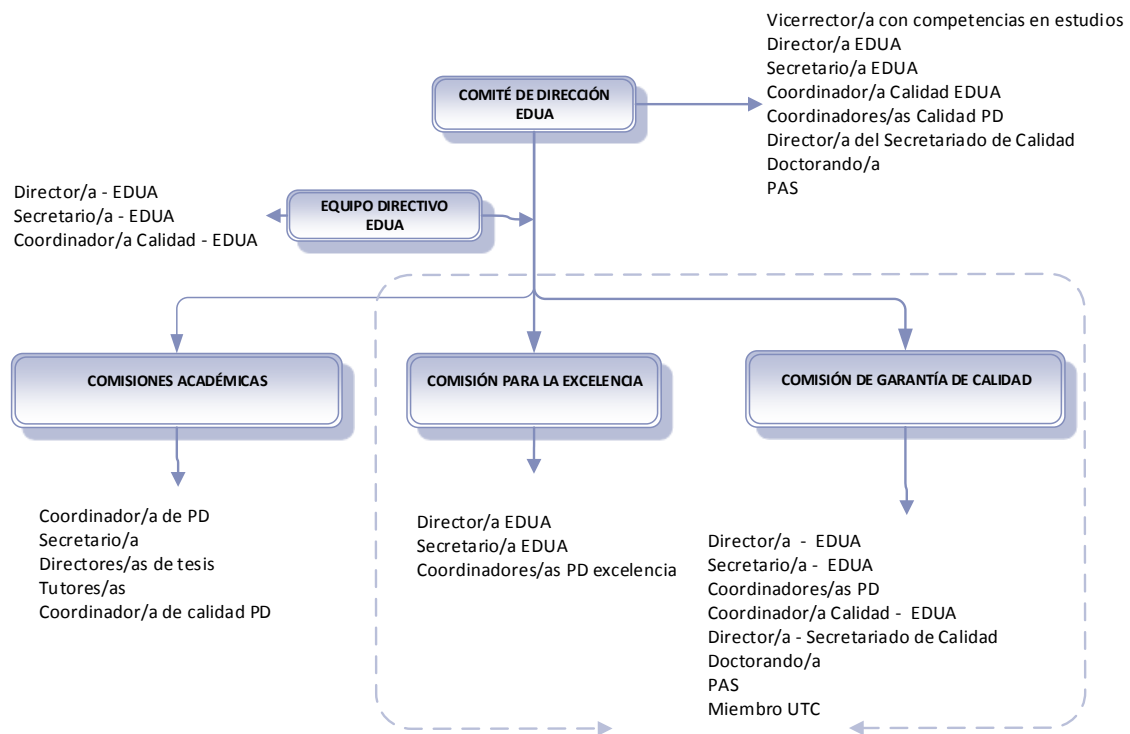 Vicerrector/a con competencias en estudios
Director/a EDUA
Secretario/a EDUA
Coordinador/a Calidad EDUA
Coordinadores/as Calidad PD
Director/a del Secretariado de Calidad
Doctorando/a
PAS
COMITÉ DE DIRECCIÓN
EDUA
Director/a - EDUA
Secretario/a - EDUA
Coordinador/a Calidad - EDUA
EQUIPO DIRECTIVO
EDUA
COMISIONES ACADÉMICAS
COMISIÓN PARA LA EXCELENCIA
COMISIÓN DE GARANTÍA DE CALIDAD
Coordinador/a de PD
Secretario/a
Directores/as de tesis
Tutores/as
Coordinador/a de calidad PD
Director/a EDUA
Secretario/a EDUA
Coordinadores/as PD excelencia
Director/a - EDUA
Secretario/a - EDUA
Coordinadores/as PD
Coordinador/a Calidad - EDUA
Director/a - Secretariado de Calidad
Doctorando/a
PAS
Miembro UTC